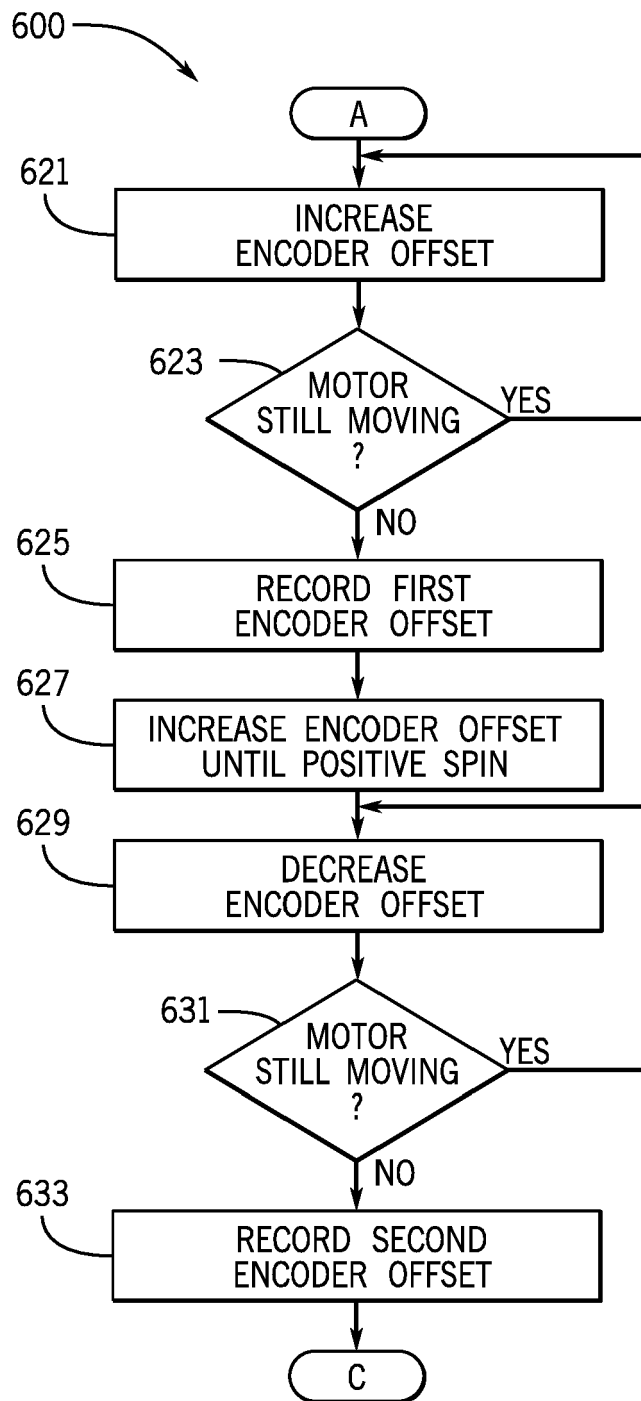 600
A
621
INCREASE
ENCODER OFFSET
623
MOTOR
STILL MOVING
?
YES
NO
625
RECORD FIRST
ENCODER OFFSET
627
INCREASE ENCODER OFFSET
UNTIL POSITIVE SPIN
629
DECREASE
ENCODER OFFSET
631
MOTOR
STILL MOVING
?
YES
NO
633
RECORD SECOND
ENCODER OFFSET
C